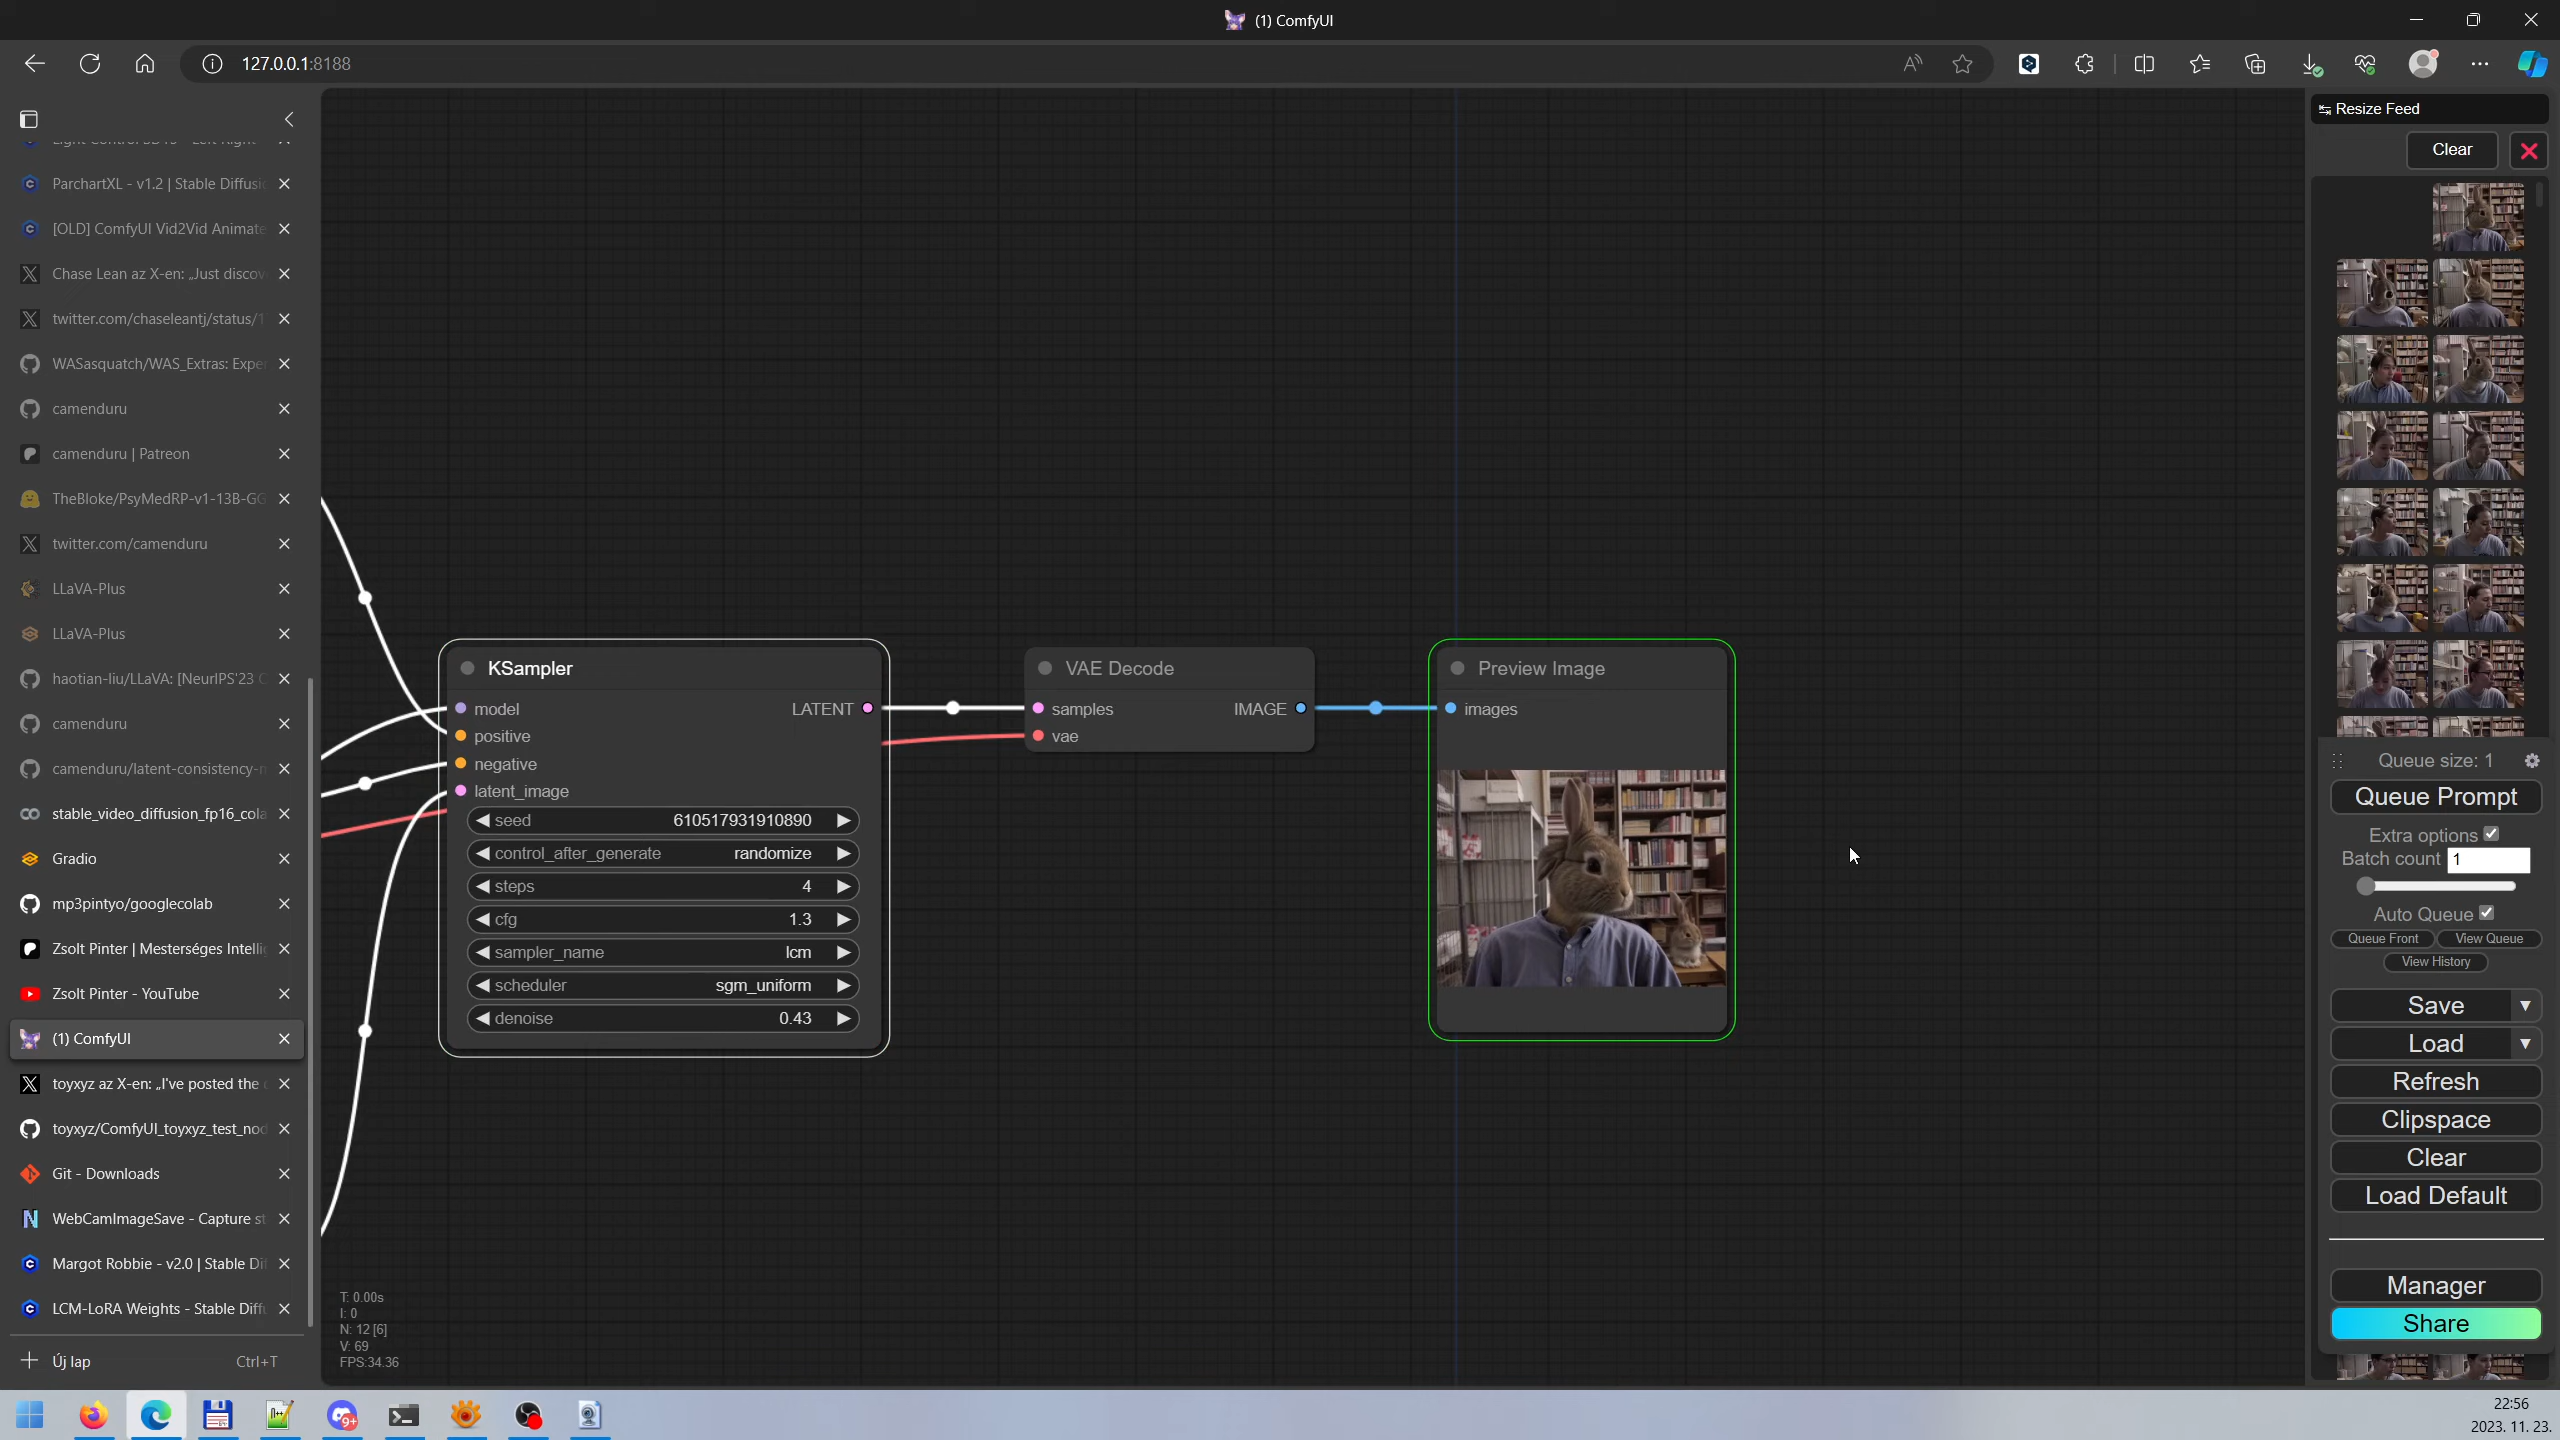 (1) ComfyUI
127.0.0.1:8188
ParchartXL - v1.2 | Stable Diffusi
[OLD] ComfyUI Vid2Vid Animate
Chase Lean az X-en: „Just discov
twitter.com/chaseleantj/status/1
WASasquatch/WAS_Extras: Expe
camenduru
camenduru | Patreon
TheBloke/PsyMedRP-v1-13B-GG
twitter.com/camenduru
LLaVA-Plus
LLaVA-Plus
haotian-liu/LLaVA: [NeurIPS'23 O
camenduru
camenduru/latent-consistency-m
stable_video_diffusion_fp16_cola
Gradio
mp3pintyo/googlecolab
Zsolt Pinter | Mesterséges Intelli
Zsolt Pinter - YouTube
(1) ComfyUI
toyxyz az X-en: „I've posted the
toyxyz/ComfyUI_toyxyz_test_nod
Git - Downloads
WebCamImageSave - Capture st
Margot Robbie - v2.0 | Stable Dif
LCM-LoRA Weights - Stable Diffu
Új lap Ctrl+T
KSampler
model LATENT
positive
negative
latent_image
seed 610517931910890
control_after_generate randomize
steps 4
cfg 1.3
sampler_name lcm
scheduler sgm_uniform
denoise 0.43
VAE Decode
samples IMAGE
vae
Preview Image
images
T: 0.00s
I: 0
N: 12 [6]
V: 69
FPS:34.36
Resize Feed
Clear
Queue size: 1
Queue Prompt
Extra options
Batch count 1
Auto Queue
Queue Front View Queue
View History
Save
Load
Refresh
Clipspace
Clear
Load Default
Manager
Share
9+
22:56
2023. 11. 23.